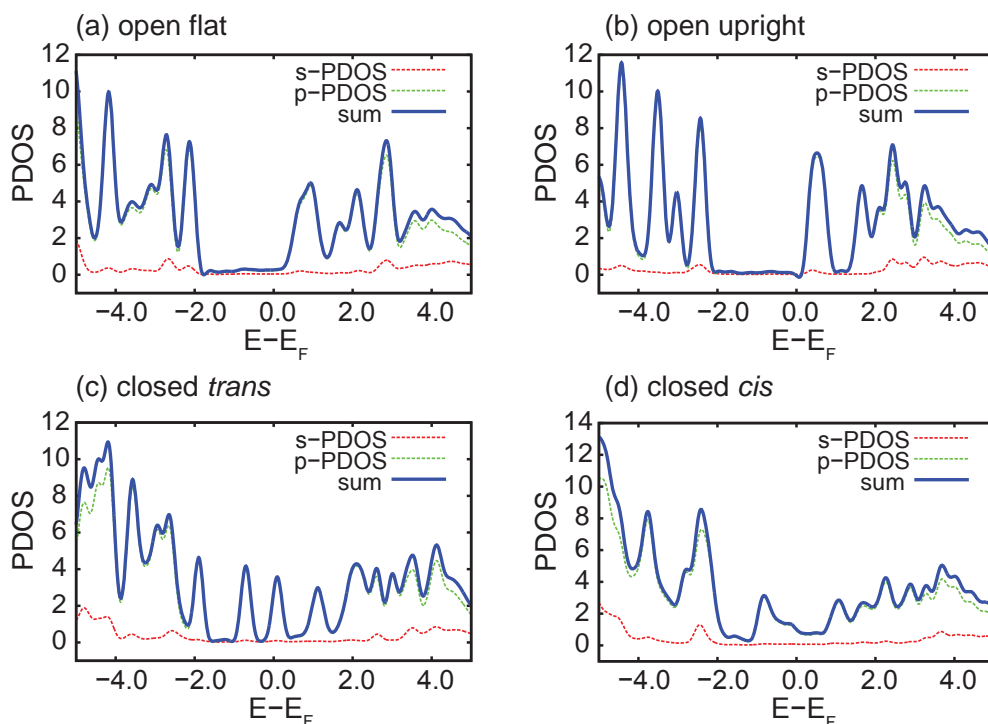 (a) open flat
12
10
8
6
4
2
0
PDOS
s−PDOS
p−PDOS
sum
−4.0 −2.0 0.0 2.0 4.0
E−E_F
(b) open upright
12
10
8
6
4
2
0
PDOS
s−PDOS
p−PDOS
sum
−4.0 −2.0 0.0 2.0 4.0
E−E_F
(c) closed trans
12
10
8
6
4
2
0
PDOS
s−PDOS
p−PDOS
sum
−4.0 −2.0 0.0 2.0 4.0
E−E_F
(d) closed cis
14
12
10
8
6
4
2
0
PDOS
s−PDOS
p−PDOS
sum
−4.0 −2.0 0.0 2.0 4.0
E−E_F